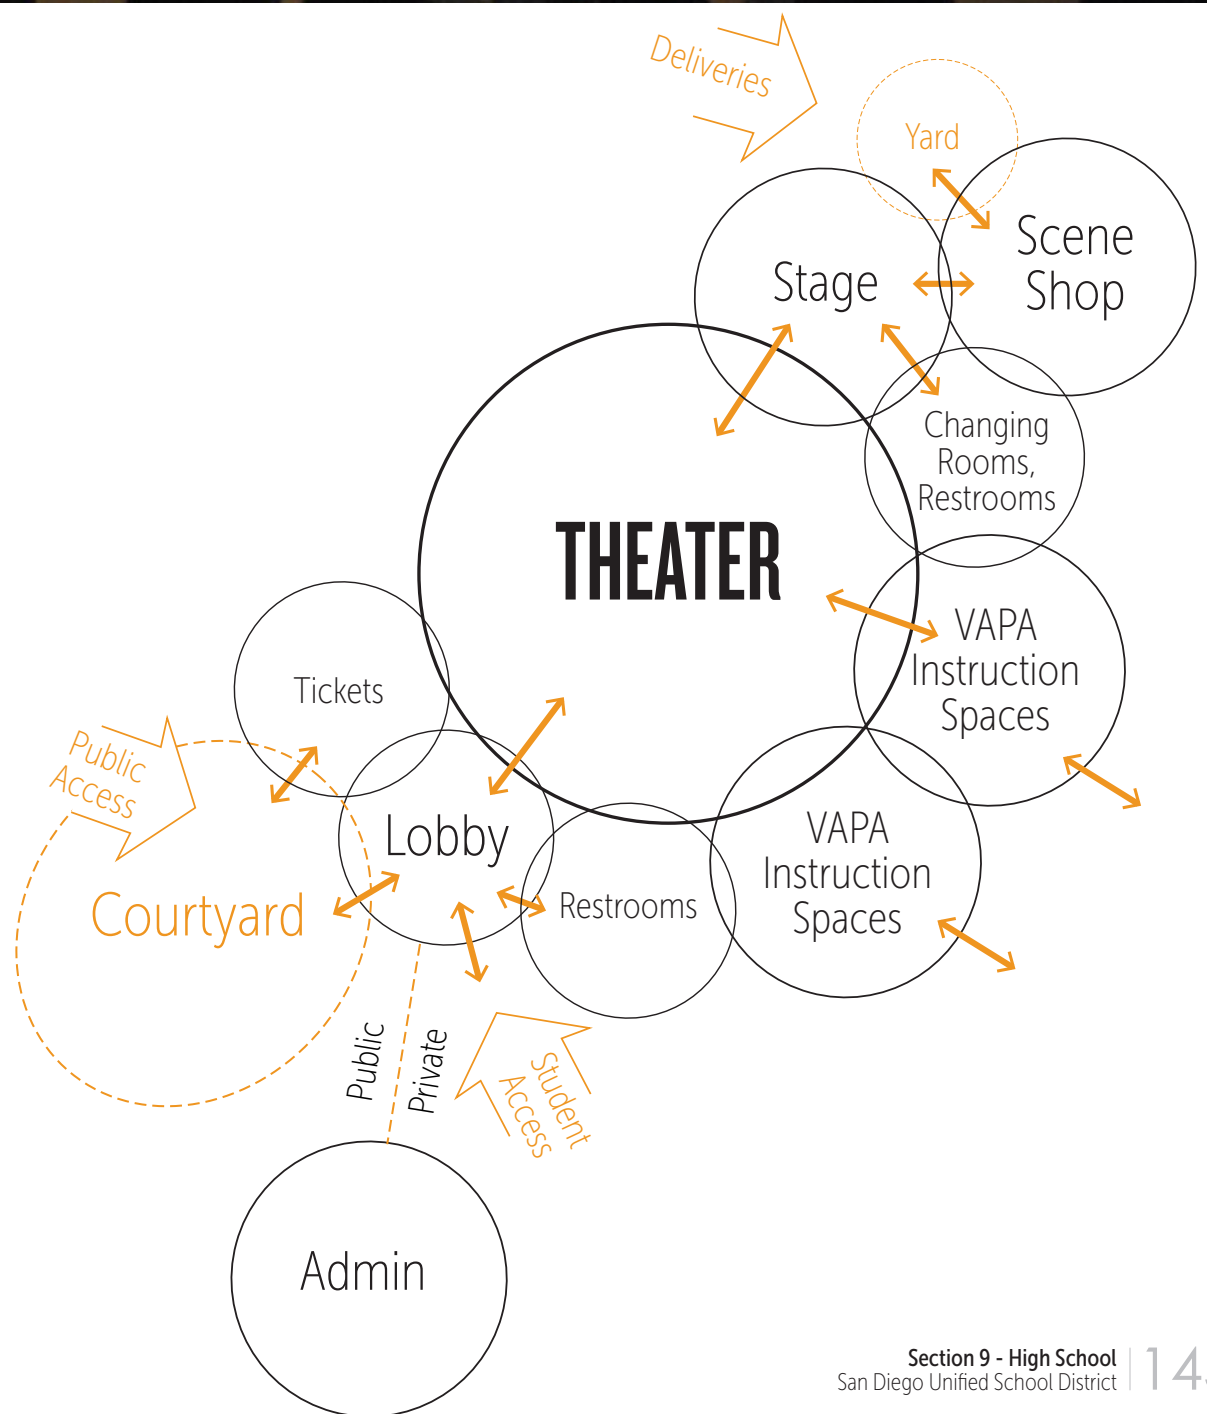 Deliveries
Yard
Scene
Shop
Stage
Changing
Rooms,
Restrooms
THEATER
VAPA
Instruction
Spaces
Tickets
Public
Access
Lobby
VAPA
Instruction
Spaces
Courtyard
Restrooms
Public
Private
Student
Access
Admin
Section 9 - High School
San Diego Unified School District